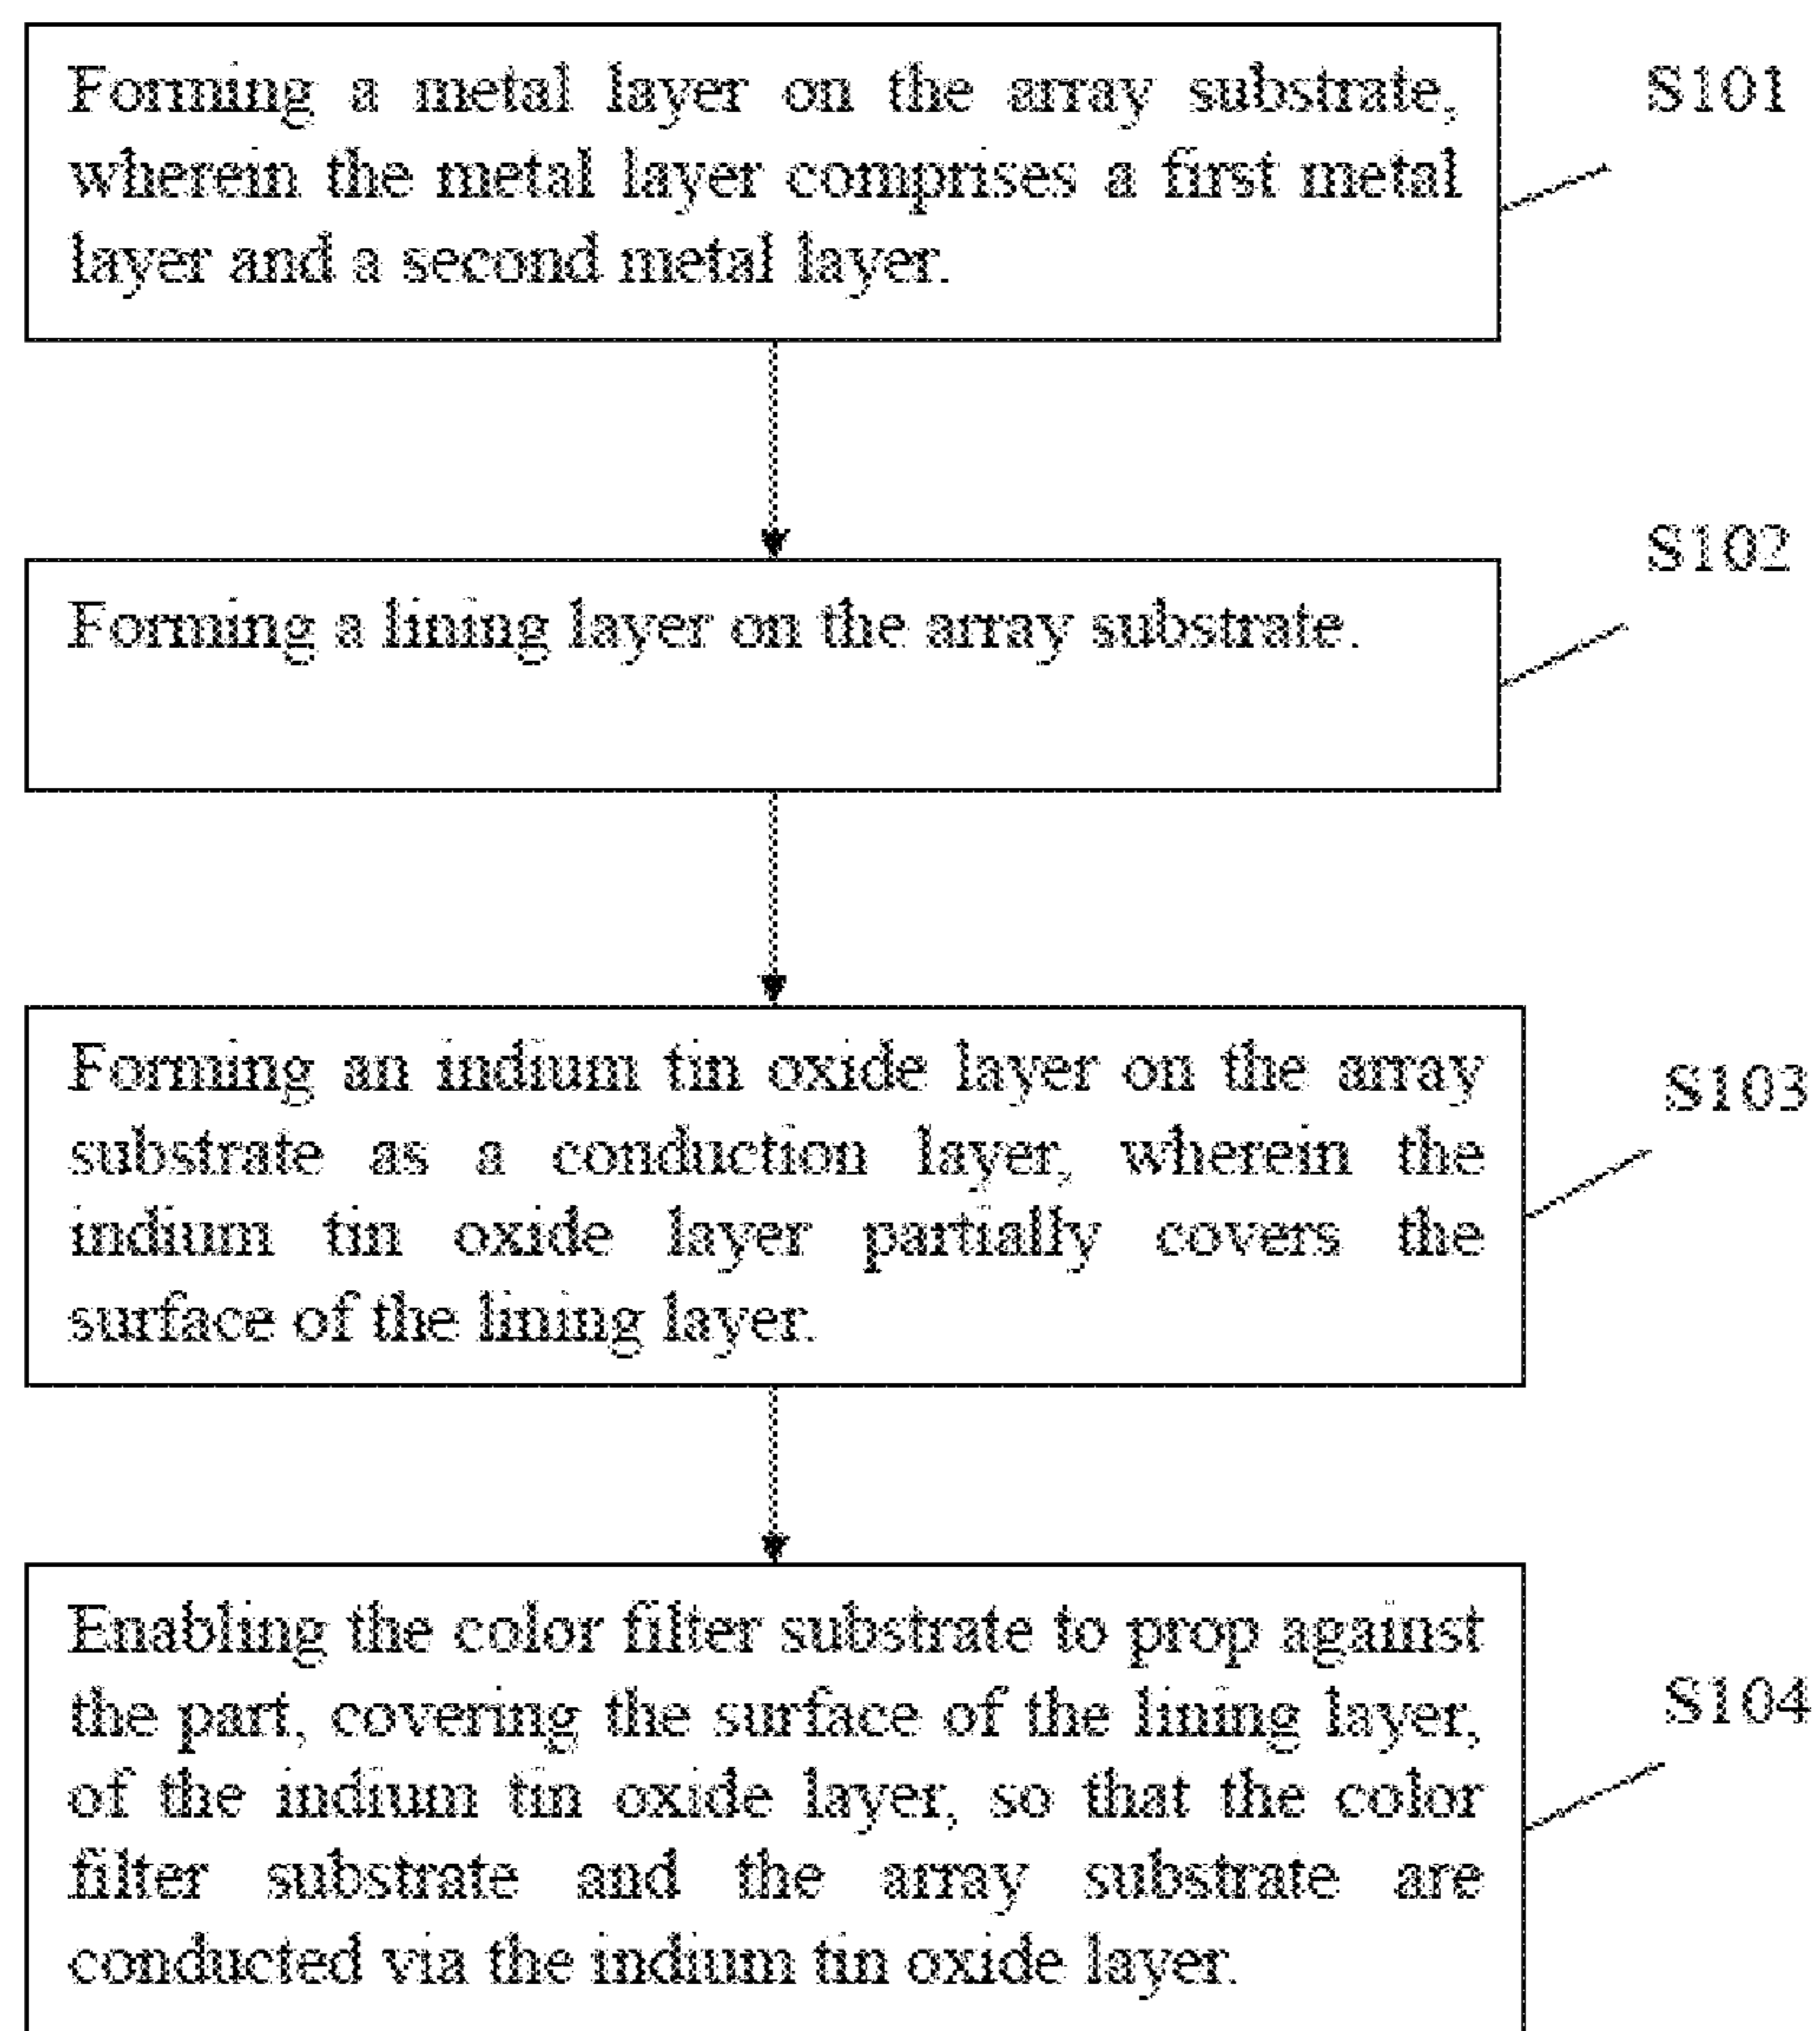 Forming a metal layer on the array substrate,
wherein the metal layer comprises a first metal
layer and a second metal layer.
S101
Forming a lining layer on the array substrate.
S102
Forming an indium tin oxide layer on the array
substrate as a conduction layer, wherein the
indium tin oxide layer partially covers the
surface of the lining layer.
S103
Enabling the color filter substrate to prop against
the part, covering the surface of the lining layer,
of the indium tin oxide layer, so that the color
filter substrate and the array substrate are
conducted via the indium tin oxide layer.
S104